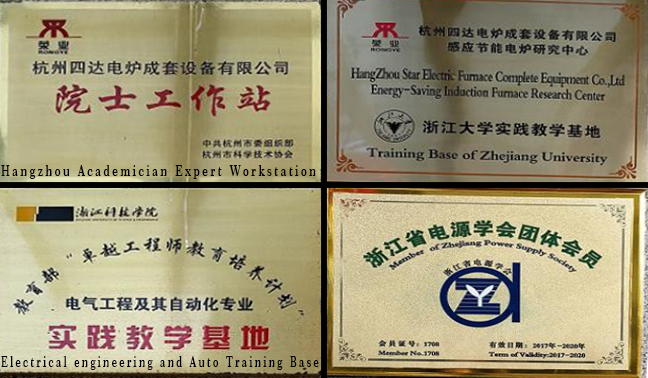 荣业
RONGYE
杭州四达电炉成套设备有限公司
院士工作站
中共杭州市委组织部
杭州市科学技术协会
Hangzhou Academician Expert Workstation
荣业
RONGYE
杭州四达电炉成套设备有限公司
感应节能电炉研究中心
HangZhou Star Electric Furnace Complete Equipment Co.,Ltd
Energy-Saving Induction Furnace Research Center
浙江大学实践教学基地
Training Base of Zhejiang University
浙江科技学院
教育部"卓越工程师教育培养计划"
电气工程及其自动化专业
实践教学基地
Electrical engineering and Auto Training Base
浙江省电源学会团体会员
Member of Zhejiang Power Supply Society
浙江省电源学会
会员证号:1708
有效日期:2017年-2020年
Member No.1708
Term of Validity:2017-2020